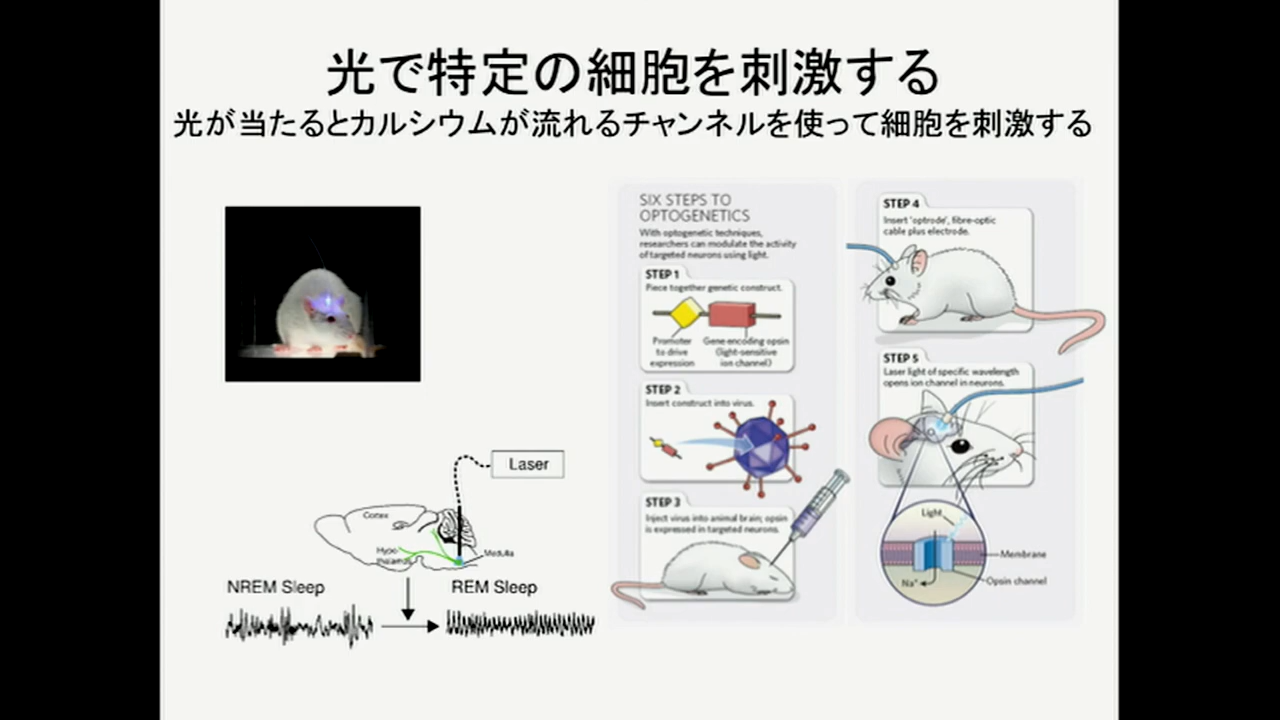 光で特定の細胞を刺激する
光が当たるとカルシウムが流れるチャンネルを使って細胞を刺激する
Laser
Cortex
Hypo
thalamus
Medulla
NREM Sleep
REM Sleep
SIX STEPS TO
OPTOGENETICS
With optogenetic techniques,
researchers can modulate the activity
of targeted neurons using light.
STEP 1
Piece together genetic construct.
Promoter
to drive
expression
Gene encoding opsin
(light-sensitive
ion channel)
STEP 2
Insert construct into virus.
STEP 3
Inject virus into animal brain; opsin
is expressed in targeted neurons.
STEP 4
Insert 'optrode', fibre-optic
cable plus electrode.
STEP 5
Laser light of specific wavelength
opens ion channel in neurons.
Light
Membrane
Na+
Opsin channel